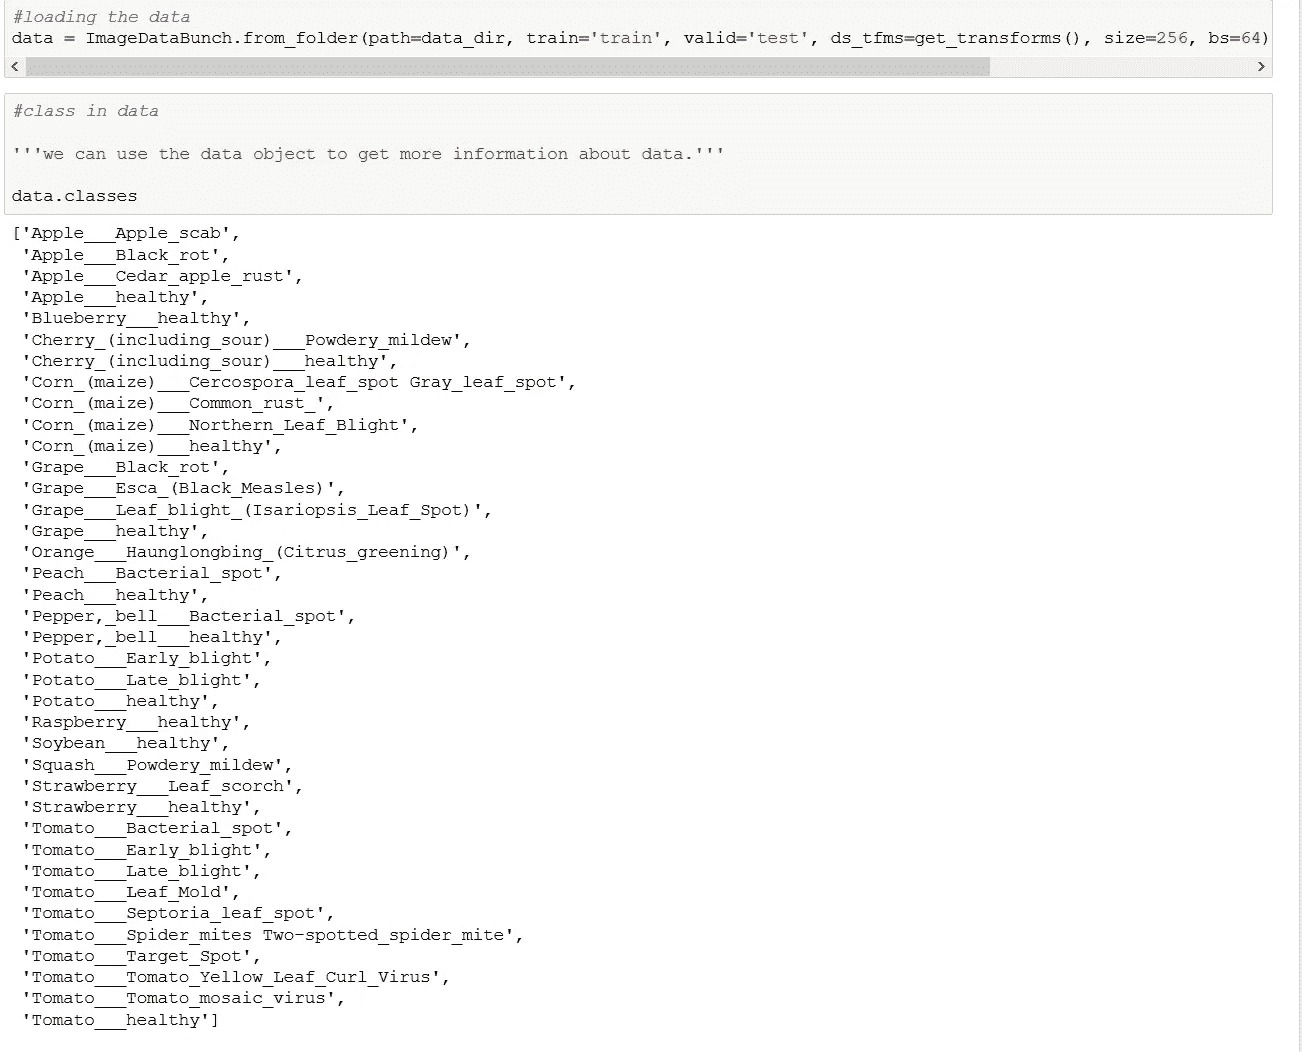 #loading the data
data = ImageDataBunch.from_folder(path=data_dir, train='train', valid='test', ds_tfms=get_transforms(), size=256, bs=64)
#class in data
'''we can use the data object to get more information about data.'''
data.classes
['Apple___Apple_scab',
'Apple___Black_rot',
'Apple___Cedar_apple_rust',
'Apple___healthy',
'Blueberry___healthy',
'Cherry_(including_sour)___Powdery_mildew',
'Cherry_(including_sour)___healthy',
'Corn_(maize)___Cercospora_leaf_spot Gray_leaf_spot',
'Corn_(maize)___Common_rust_',
'Corn_(maize)___Northern_Leaf_Blight',
'Corn_(maize)___healthy',
'Grape___Black_rot',
'Grape___Esca_(Black_Measles)',
'Grape___Leaf_blight_(Isariopsis_Leaf_Spot)',
'Grape___healthy',
'Orange___Haunglongbing_(Citrus_greening)',
'Peach___Bacterial_spot',
'Peach___healthy',
'Pepper,_bell___Bacterial_spot',
'Pepper,_bell___healthy',
'Potato___Early_blight',
'Potato___Late_blight',
'Potato___healthy',
'Raspberry___healthy',
'Soybean___healthy',
'Squash___Powdery_mildew',
'Strawberry___Leaf_scorch',
'Strawberry___healthy',
'Tomato___Bacterial_spot',
'Tomato___Early_blight',
'Tomato___Late_blight',
'Tomato___Leaf_Mold',
'Tomato___Septoria_leaf_spot',
'Tomato___Spider_mites Two-spotted_spider_mite',
'Tomato___Target_Spot',
'Tomato___Tomato_Yellow_Leaf_Curl_Virus',
'Tomato___Tomato_mosaic_virus',
'Tomato___healthy']